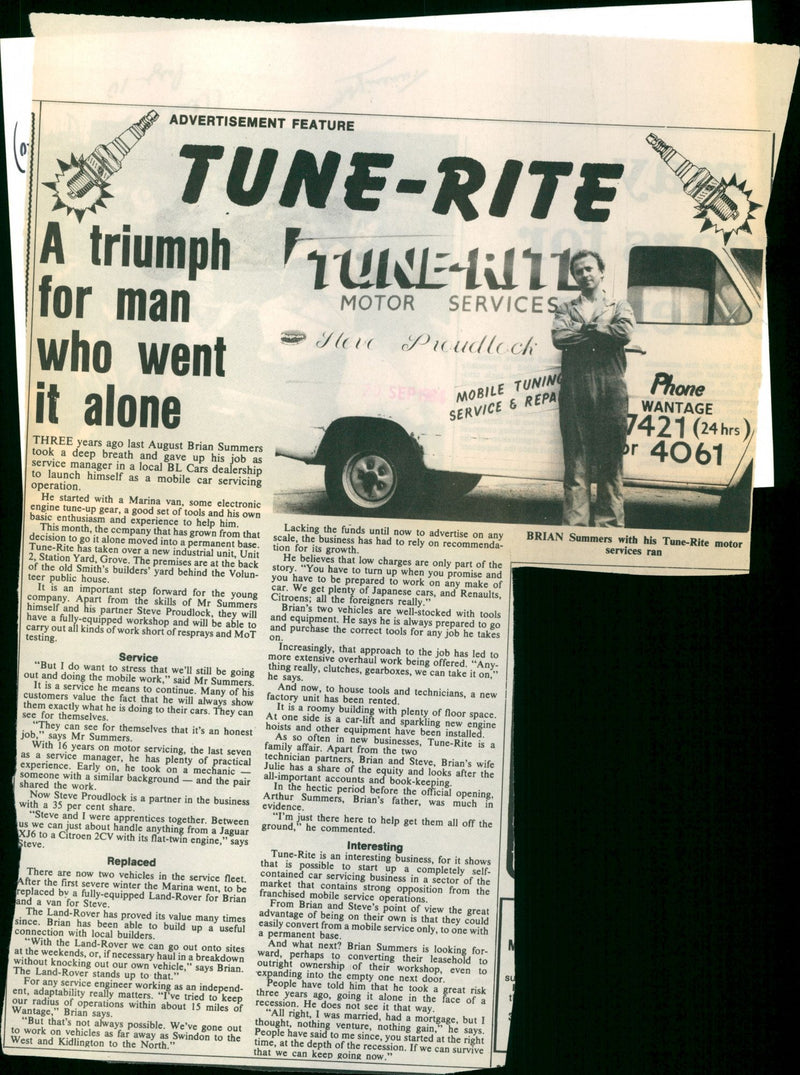 ADVERTISEMENT FEATURE
TUNE-RITE
A triumph
for man
who went
it alone
TUNE-RITE
MOTOR SERVICES
Steve Proudlock
MOBILE TUNING
SERVICE & REPA
Phone
WANTAGE
7421 (24 hrs)
or 4061
SEP
BRIAN Summers with his Tune-Rite motor
services ran
THREE years ago last August Brian Summers
took a deep breath and gave up his job as
service manager in a local BL Cars dealership
to launch himself as a mobile car servicing
operation.
He started with a Marina van, some electronic
engine tune-up gear, a good set of tools and his own
basic enthusiasm and experience to help him.
This month, the company that has grown from that
decision to go it alone moved into a permanent base.
Tune-Rite has taken over a new industrial unit, Unit
2, Station Yard, Grove. The premises are at the back
of the old Smith's builders' yard behind the Volun-
teer public house.
It is an important step forward for the young
company. Apart from the skills of Mr Summers
himself and his partner Steve Proudlock, they will
have a fully-equipped workshop and will be able to
carry out all kinds of work short of resprays and MoT
testing.
Service
"But I do want to stress that we'll still be going
out and doing the mobile work," said Mr Summers.
It is a service he means to continue. Many of his
customers value the fact that he will always show
them exactly what he is doing to their cars. They can
see for themselves.
"They can see for themselves that it's an honest
job," says Mr Summers.
With 16 years on motor servicing, the last seven
as a service manager, he has plenty of practical
experience. Early on, he took on a mechanic —
someone with a similar background — and the pair
shared the work.
Now Steve Proudlock is a partner in the business
with a 35 per cent share.
"Steve and I were apprentices together. Between
us we can just about handle anything from a Jaguar
XJ6 to a Citroen 2CV with its flat-twin engine," says
Steve.
Replaced
There are now two vehicles in the service fleet.
After the first severe winter the Marina went, to be
replaced by a fully-equipped Land-Rover for Brian
and a van for Steve.
The Land-Rover has proved its value many times
since. Brian has been able to build up a useful
connection with local builders.
"With the Land-Rover we can go out onto sites
at the weekends, or, if necessary haul in a breakdown
without knocking out our own vehicle," says Brian.
The Land-Rover stands up to that."
For any service engineer working as an independ-
ent, adaptability really matters. "I've tried to keep
our radius of operations within about 15 miles of
Wantage," Brian says.
"But that's not always possible. We've gone out
to work on vehicles as far away as Swindon to the
West and Kidlington to the North."
Lacking the funds until now to advertise on any
scale, the business has had to rely on recommenda-
tion for its growth.
He believes that low charges are only part of the
story. "You have to turn up when you promise and
you have to be prepared to work on any make of
car. We get plenty of Japanese cars, and Renaults,
Citroens; all the foreigners really."
Brian's two vehicles are well-stocked with tools
and equipment. He says he is always prepared to go
and purchase the correct tools for any job he takes
on.
Increasingly, that approach to the job has led to
more extensive overhaul work being offered. "Any-
thing really, clutches, gearboxes, we can take it on,"
he says.
And now, to house tools and technicians, a new
factory unit has been rented.
It is a roomy building with plenty of floor space.
At one side is a car-lift and sparkling new engine
hoists and other equipment have been installed.
As so often in new businesses, Tune-Rite is a
family affair. Apart from the two
technician partners, Brian and Steve, Brian's wife
Julie has a share of the equity and looks after the
all-important accounts and book-keeping.
In the hectic period before the official opening,
Arthur Summers, Brian's father, was much in
evidence.
"I'm just there here to help get them all off the
ground," he commented.
Interesting
Tune-Rite is an interesting business, for it shows
that is possible to start up a completely self-
contained car servicing business in a sector of the
market that contains strong opposition from the
franchised mobile service operations.
From Brian and Steve's point of view the great
advantage of being on their own is that they could
easily convert from a mobile service only, to one with
a permanent base.
And what next? Brian Summers is looking for-
ward, perhaps to converting their leasehold to
outright ownership of their workshop, even to
expanding into the empty one next door.
People have told him that he took a great risk
three years ago, going it alone in the face of a
recession. He does not see it that way.
"All right, I was married, had a mortgage, but I
thought, nothing venture, nothing gain," he says.
People have said to me since, you started at the right
time, at the depth of the recession. If we can survive
that we can keep going now."